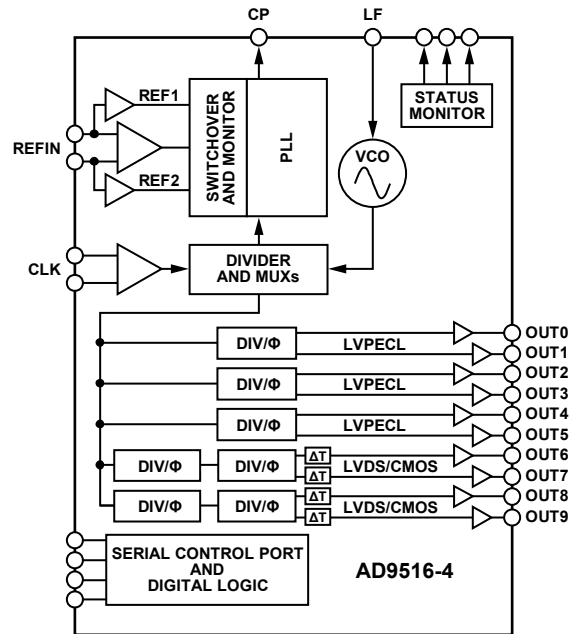 CP
LF
REF1
REFIN
REF2
SWITCHOVER
AND MONITOR
PLL
VCO
STATUS
MONITOR
CLK
DIVIDER
AND MUXs
DIV/Φ
LVPECL
OUT0
OUT1
DIV/Φ
LVPECL
OUT2
OUT3
DIV/Φ
LVPECL
OUT4
OUT5
DIV/Φ
DIV/Φ
ΔT
ΔT
LVDS/CMOS
OUT6
OUT7
DIV/Φ
DIV/Φ
ΔT
ΔT
LVDS/CMOS
OUT8
OUT9
SERIAL CONTROL PORT
AND
DIGITAL LOGIC
AD9516-4